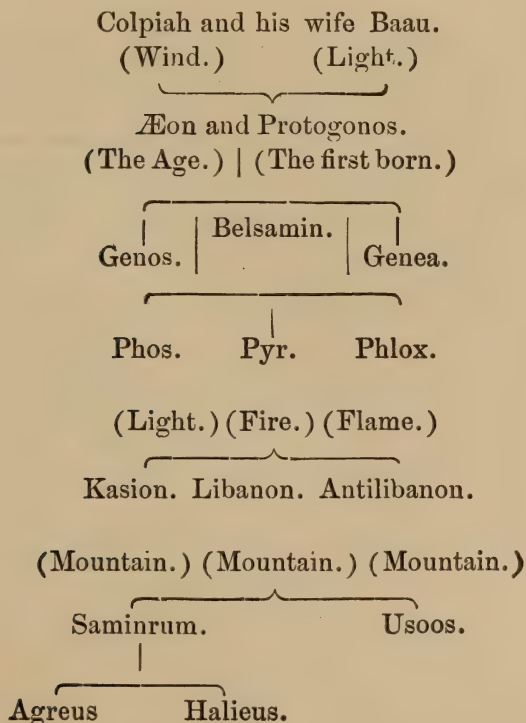 Colpiah and his wife Baau.
(Wind.) (Light.)
Æon and Protogonos.
(The Age.) | (The first born.)
Belsamin.
Genos. Genea.
Phos. Pyr. Phlox.
(Light.) (Fire.) (Flame.)
Kasion. Libanon. Antilibanon.
(Mountain.) (Mountain.) (Mountain.)
Saminrum. Usoos.
Agreus Halieus.